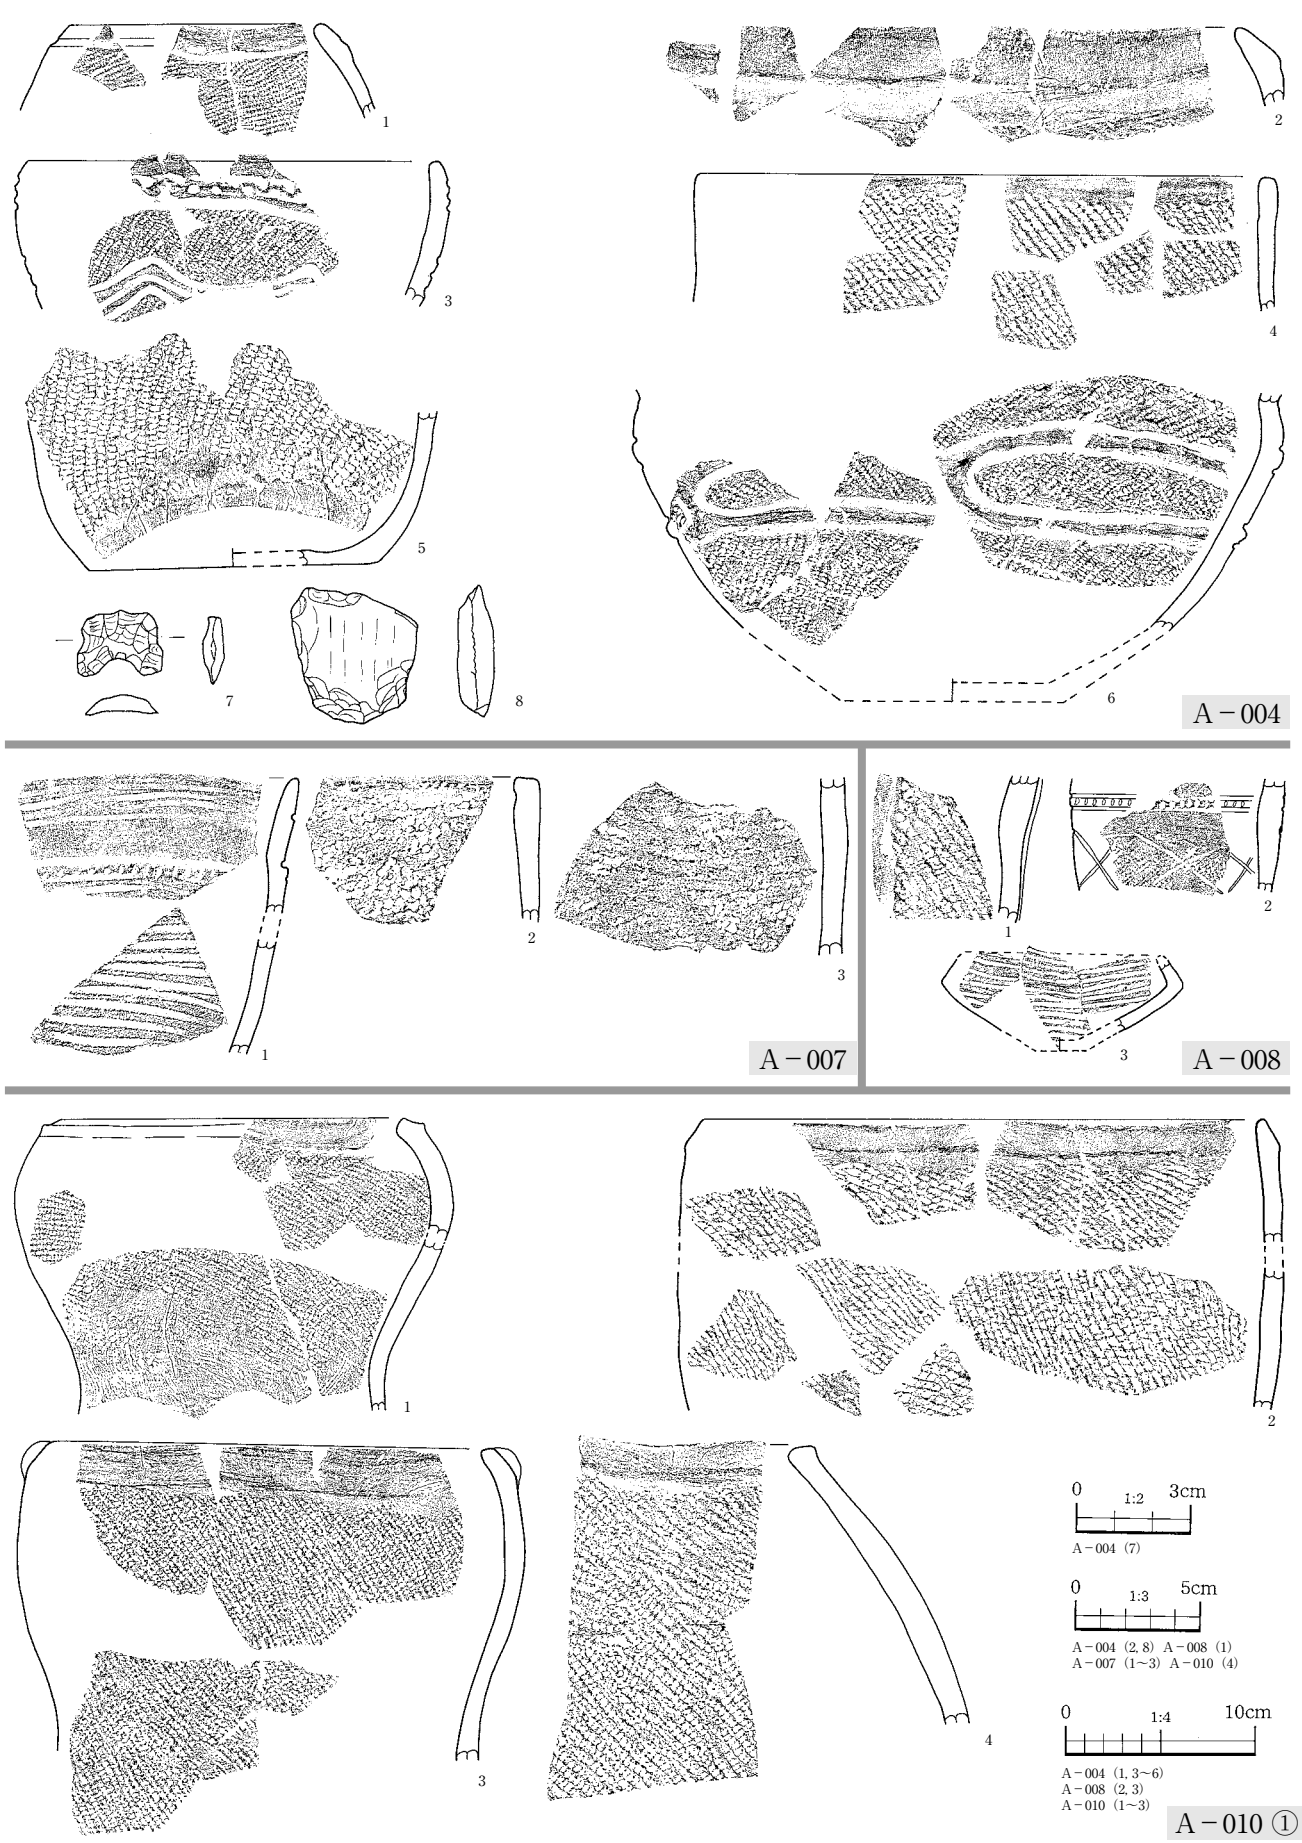 1
2
3
4
5
6
7
8
A－004
1
2
3
A－007
1
2
3
A－008
1
2
3
4
0 1:2 3cm
A－004（7）
0 1:3 5cm
A－004（2, 8） A－008（1）
A－007（1～3） A－010（4）
0 1:4 10cm
A－004（1, 3～6）
A－008（2, 3）
A－010（1～3）
A－010 ①